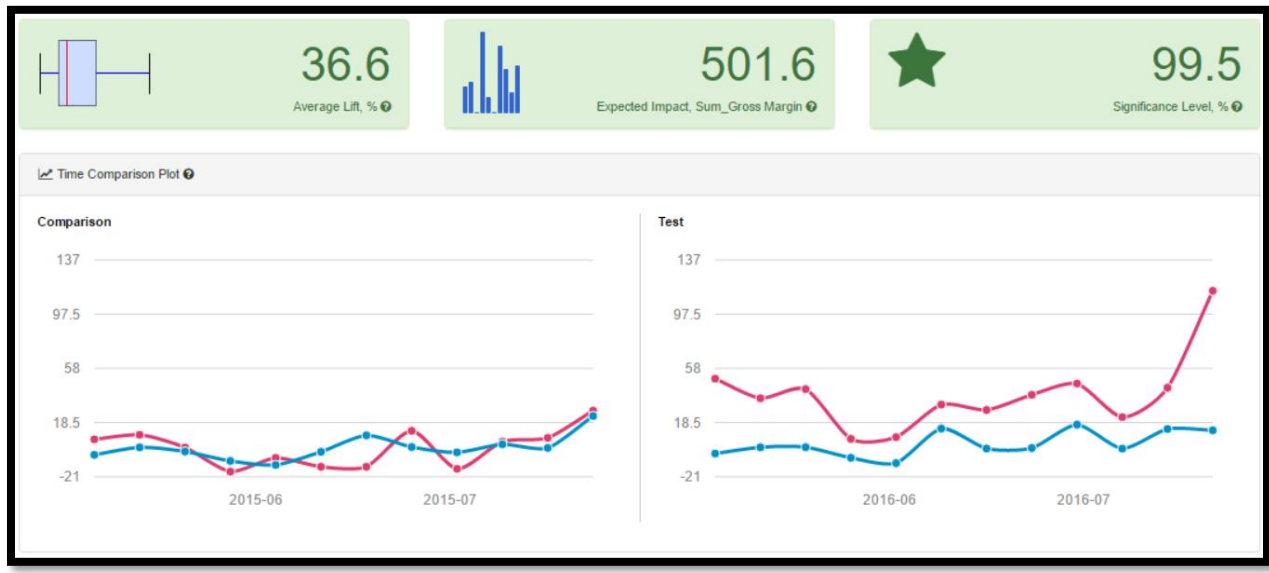 36.6
Average Lift, %
501.6
Expected Impact, Sum_Gross Margin
99.5
Significance Level, %
Time Comparison Plot
Comparison
137
97.5
58
18.5
-21
2015-06 2015-07
Test
137
97.5
58
18.5
-21
2016-06 2016-07